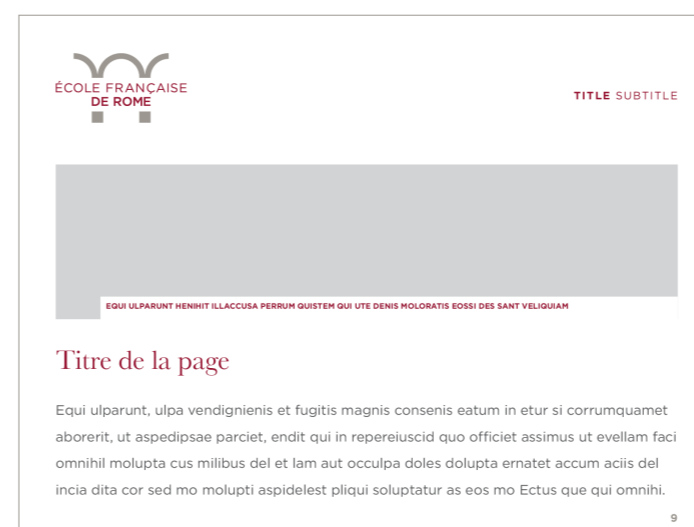 ÉCOLE FRANÇAISE
DE ROME
TITLE SUBTITLE
EQUI ULPARUNT HENIHIT ILLACCUSA PERRUM QUISTEM QUI UTE DENIS MOLORATIS EOSSI DES SANT VELIQUIAM
Titre de la page
Equi ulparunt, ulpa vendignienis et fugitis magnis consenis eatum in etur si corrumquamet
aborerit, ut aspedipsae parciet, endit qui in repereiuscid quo officiet assimus ut evellam faci
omnihil molupta cus milibus del et lam aut occulpa doles dolupta ernatet accum aciis del
incia dita cor sed mo molupti aspidelest pliqui soluptatur as eos mo Ectus que qui omnihi.
9